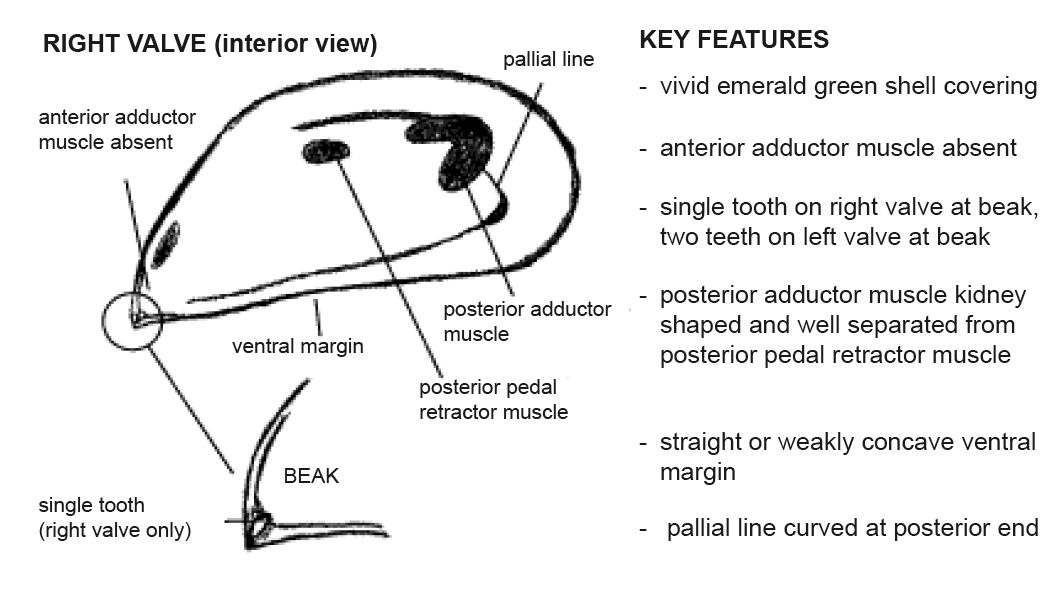 RIGHT VALVE (interior view)
pallial line
anterior adductor
muscle absent
posterior adductor
muscle
ventral margin
posterior pedal
retractor muscle
BEAK
single tooth
(right valve only)
KEY FEATURES
- vivid emerald green shell covering
- anterior adductor muscle absent
- single tooth on right valve at beak,
two teeth on left valve at beak
- posterior adductor muscle kidney
shaped and well separated from
posterior pedal retractor muscle
- straight or weakly concave ventral
margin
- pallial line curved at posterior end